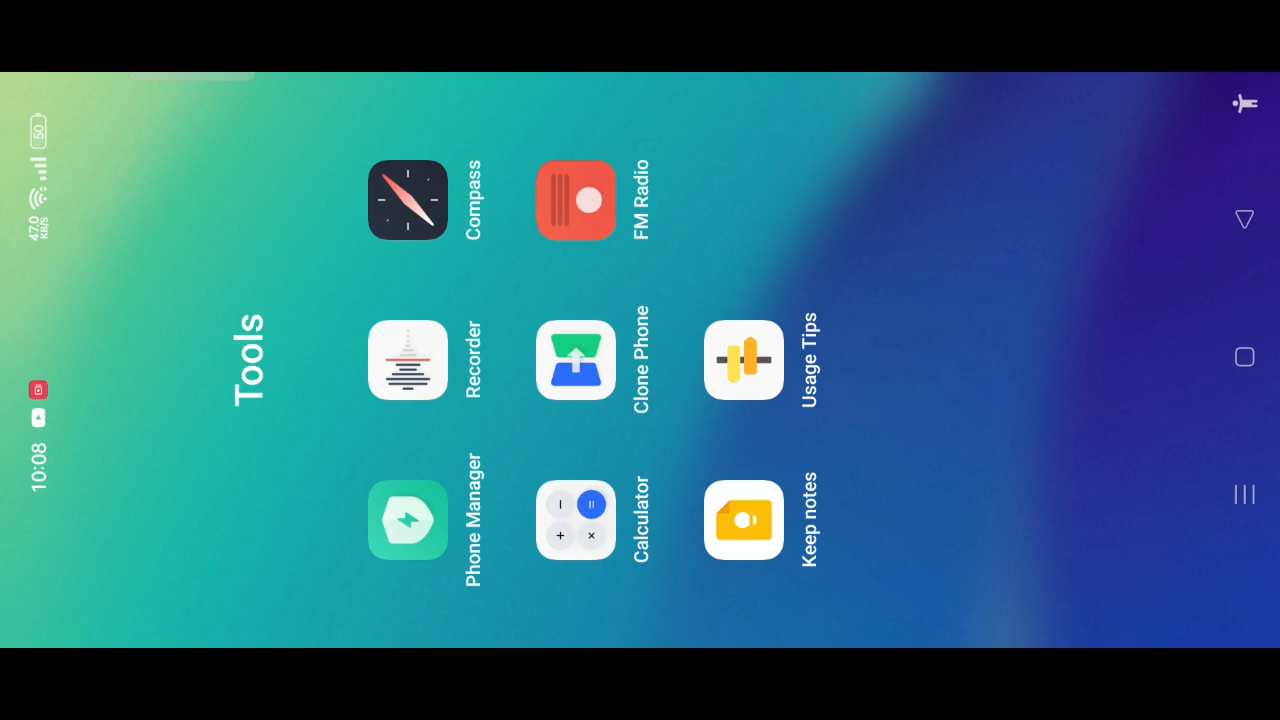 10:08
47.0
KB/S
50
Tools
Phone Manager
Recorder
Compass
Calculator
Clone Phone
FM Radio
Keep notes
Usage Tips